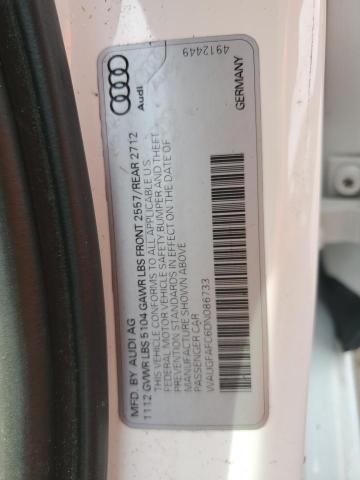 Audi
4912449
GERMANY
MFD. BY AUDI AG
1112 GVWR LBS 5104 GAWR LBS FRONT 2557/REAR 2712
THIS VEHICLE CONFORMS TO ALL APPLICABLE U.S.
FEDERAL MOTOR VEHICLE SAFETY BUMPER AND THEFT
PREVENTION STANDARDS IN EFFECT ON THE DATE OF
MANUFACTURE SHOWN ABOVE
PASSENGER CAR
WAUGFAFC6DN086733